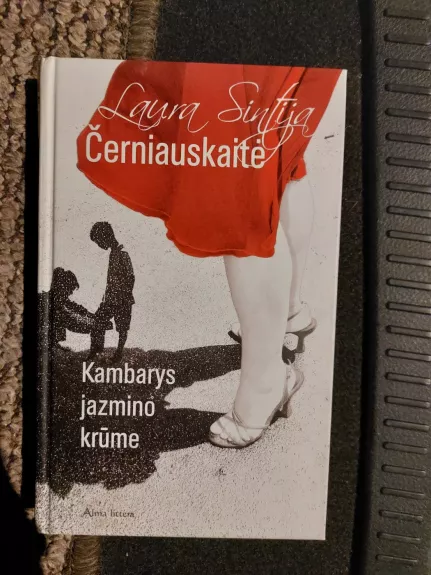 Laura Sintija
Černiauskaitė
Kambarys
jazmino
krūme
Alma littera